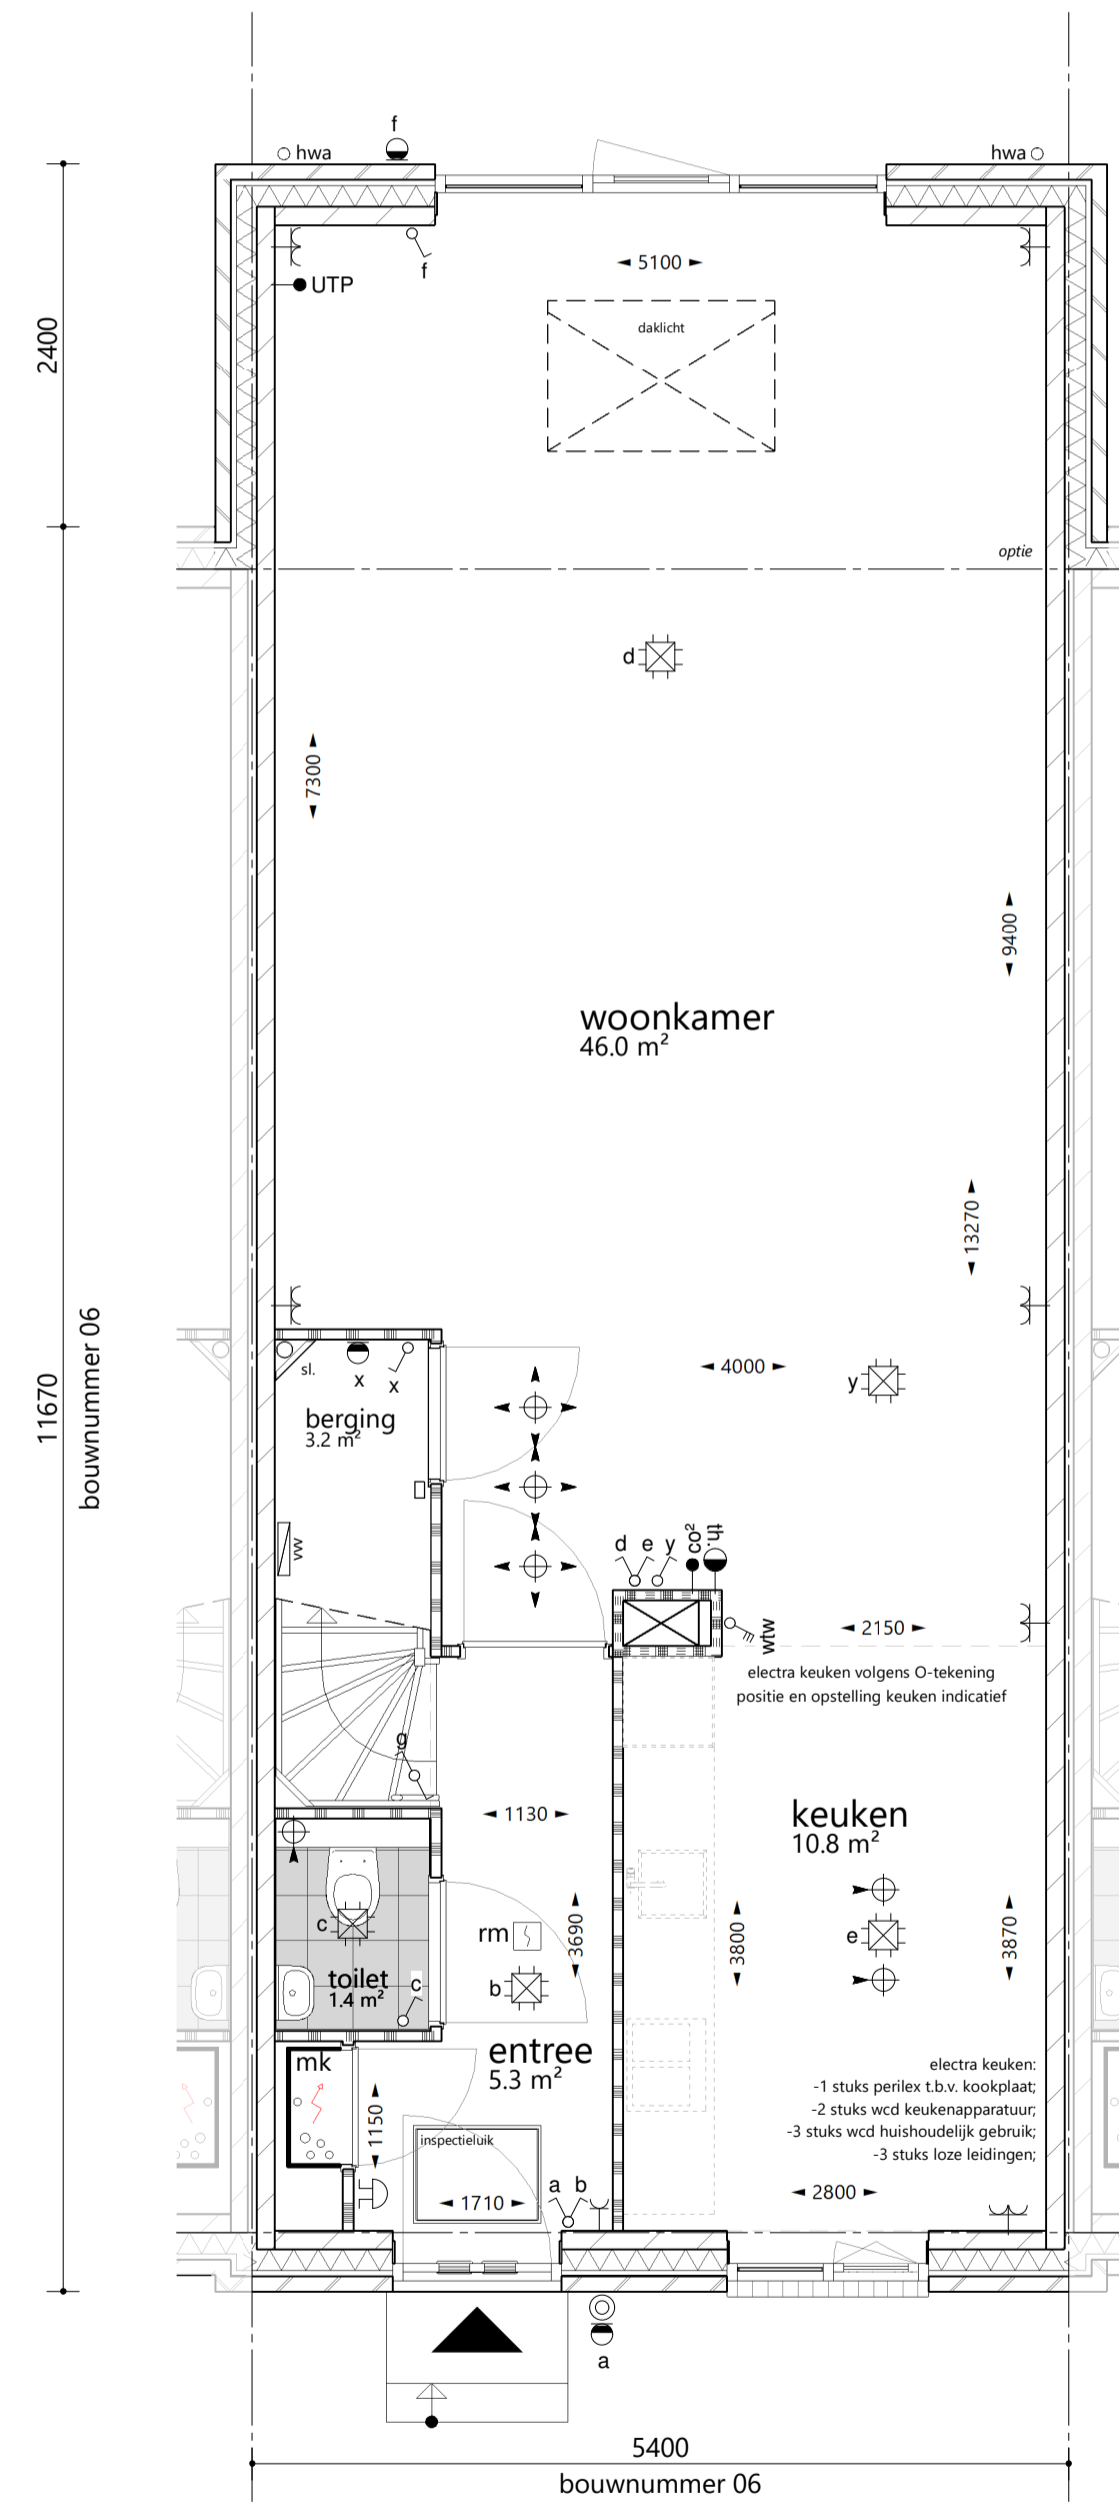 f
hwa
hwa
f
UTP
5100
daklicht
2400
optie
d
7300
9400
woonkamer
46.0 m²
13270
11670
bouwnummer 06
sl.
x
x
4000
y
berging
3.2 m²
vv
d e y
co²
th.
wtw
2150
electra keuken volgens O-tekening
positie en opstelling keuken indicatief
g
1130
keuken
10.8 m²
c
rm
3690
3800
e
3870
toilet
1.4 m²
c
b
entree
5.3 m²
mk
1150
inspectieluik
1710
a b
electra keuken:
-1 stuks perilex t.b.v. kookplaat;
-2 stuks wcd keukenapparatuur;
-3 stuks wcd huishoudelijk gebruik;
-3 stuks loze leidingen;
2800
a
5400
bouwnummer 06